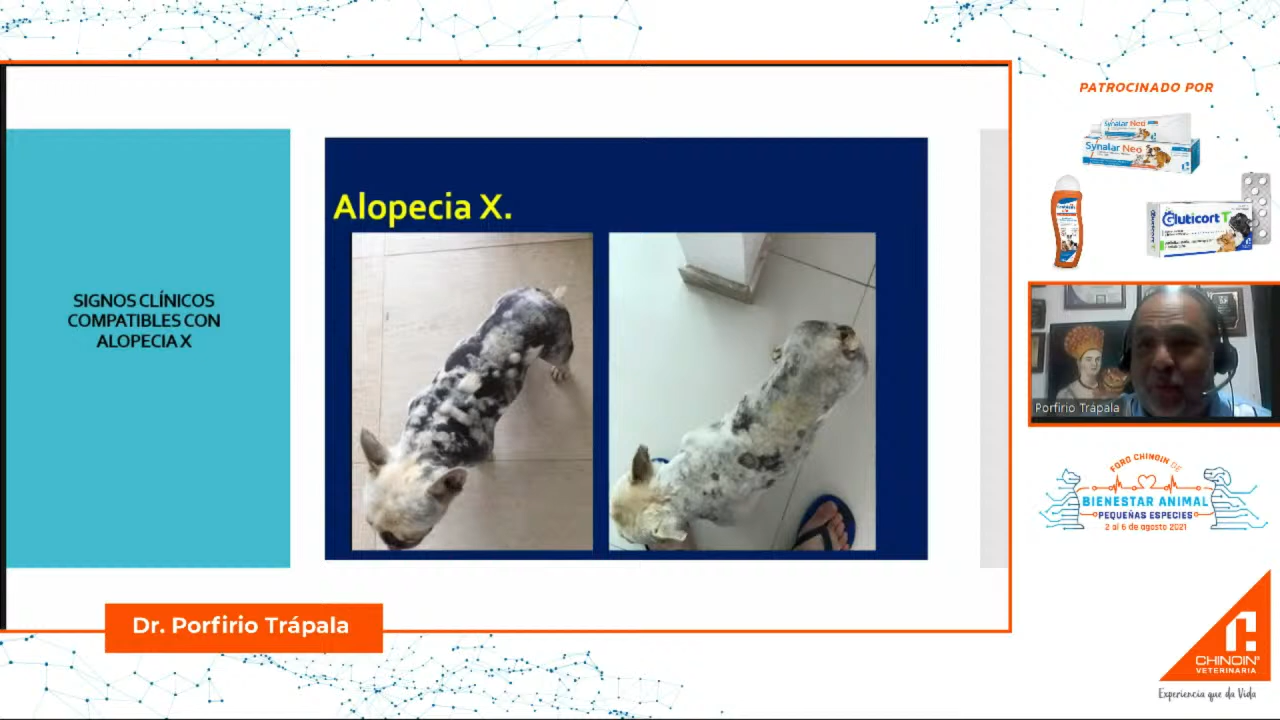 SIGNOS CLÍNICOS
COMPATIBLES CON
ALOPECIA X
Alopecia X.
Dr. Porfirio Trápala
PATROCINADO POR
Synalar Neo
Synalar Neo
Gluticort
Porfirio Trápala
FORO CHINOIN DE
BIENESTAR ANIMAL
PEQUEÑAS ESPECIES
2 al 6 de agosto 2021
CHINOIN
VETERINARIA
Experiencia que da Vida